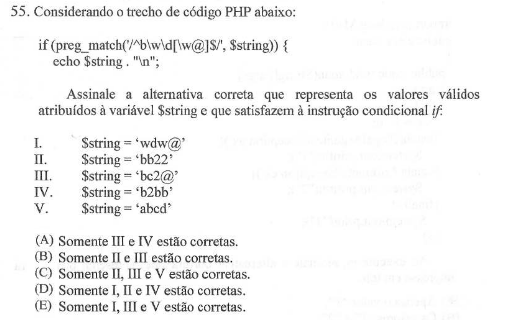 55. Considerando o trecho de código PHP abaixo:
if (preg_match('/^b\w\d[\w@]$/', $string)) {
echo $string . "\n";
Assinale a alternativa correta que representa os valores válidos
atribuídos à variável $string e que satisfazem à instrução condicional if:
I. $string = ‘wdw@’
II. $string = ‘bb22’
III. $string = ‘bc2@’
IV. $string = ‘b2bb’
V. $string = ‘abcd’
(A) Somente III e IV estão corretas.
(B) Somente II e III estão corretas.
(C) Somente II, III e V estão corretas.
(D) Somente I, II e IV estão corretas.
(E) Somente I, III e V estão corretas.